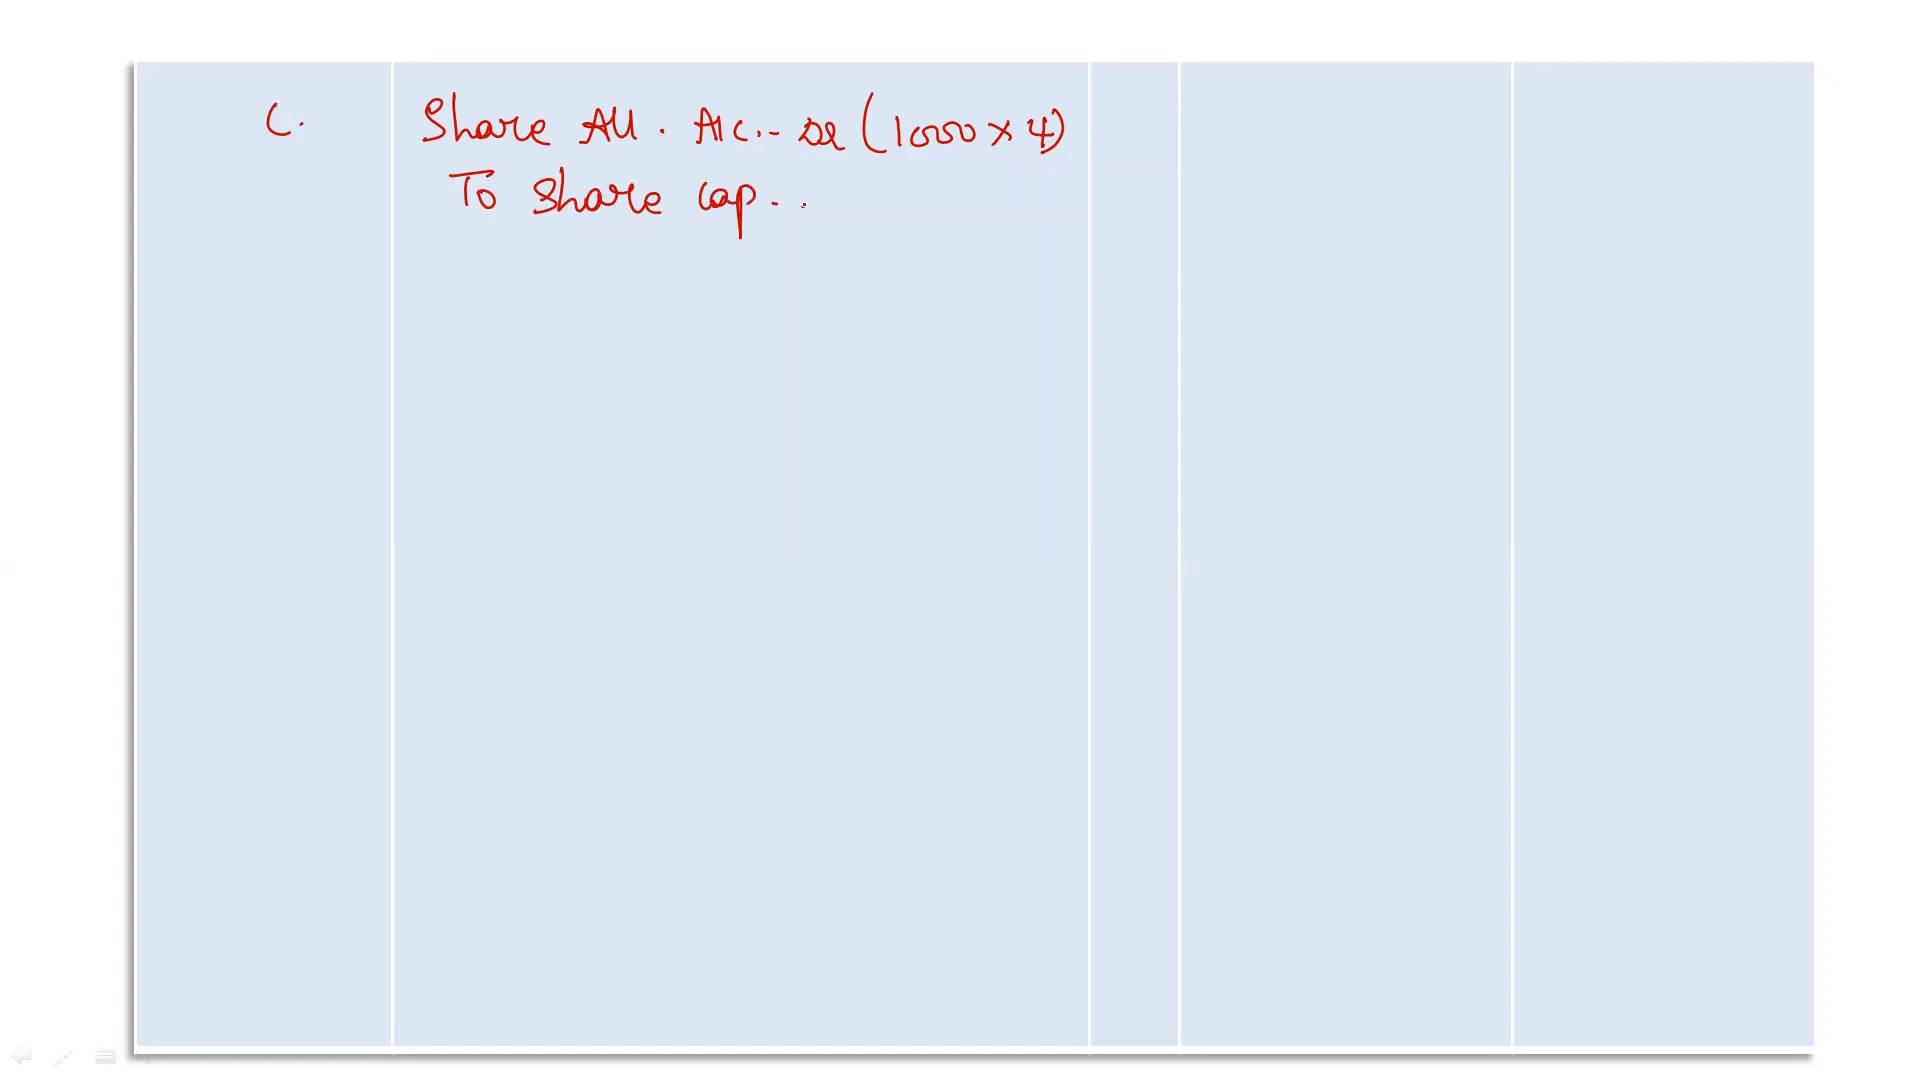 C. Share All. A/c.- Dr (1000 × 4)
To Share cap..